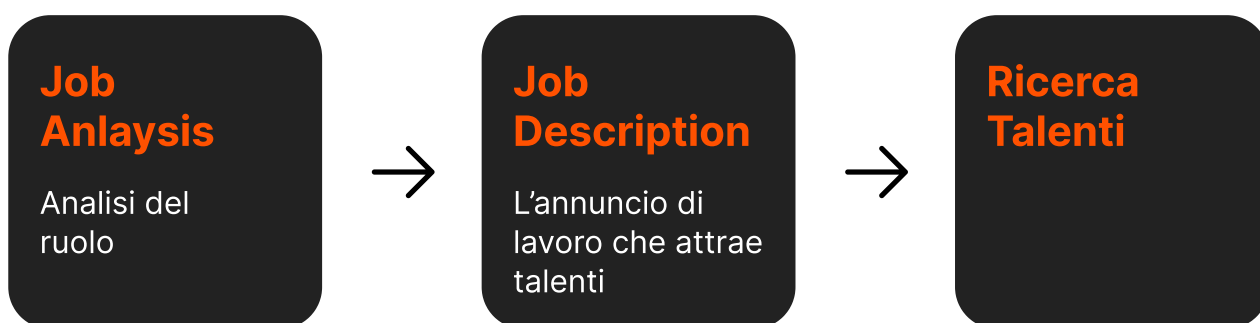 Job
Anlaysis
Analisi del
ruolo
Job
Description
L’annuncio di
lavoro che attrae
talenti
Ricerca
Talenti